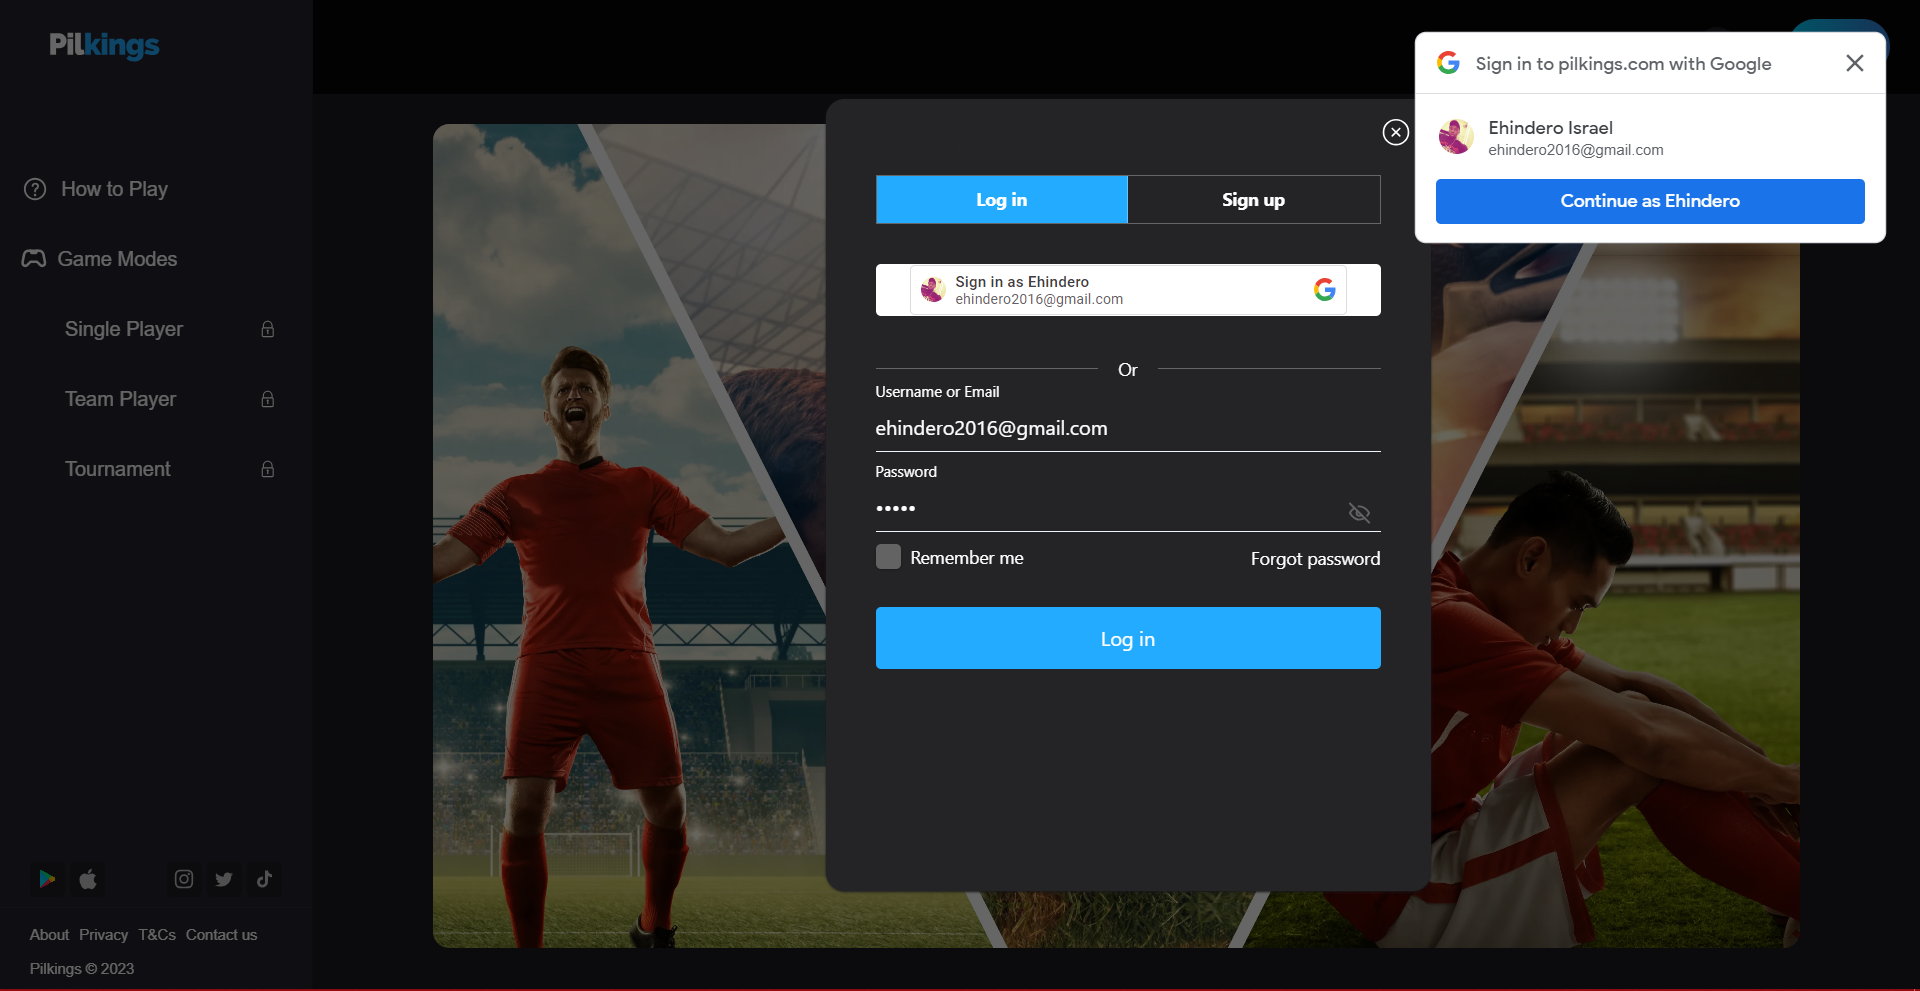 Pilkings
How to Play
Game Modes
Single Player
Team Player
Tournament
About Privacy T&Cs Contact us
Pilkings © 2023
Log in
Sign up
Sign in as Ehindero
ehindero2016@gmail.com
Or
Username or Email
ehindero2016@gmail.com
Password
•••••
Remember me
Forgot password
Log in
Sign in to pilkings.com with Google
Ehindero Israel
ehindero2016@gmail.com
Continue as Ehindero